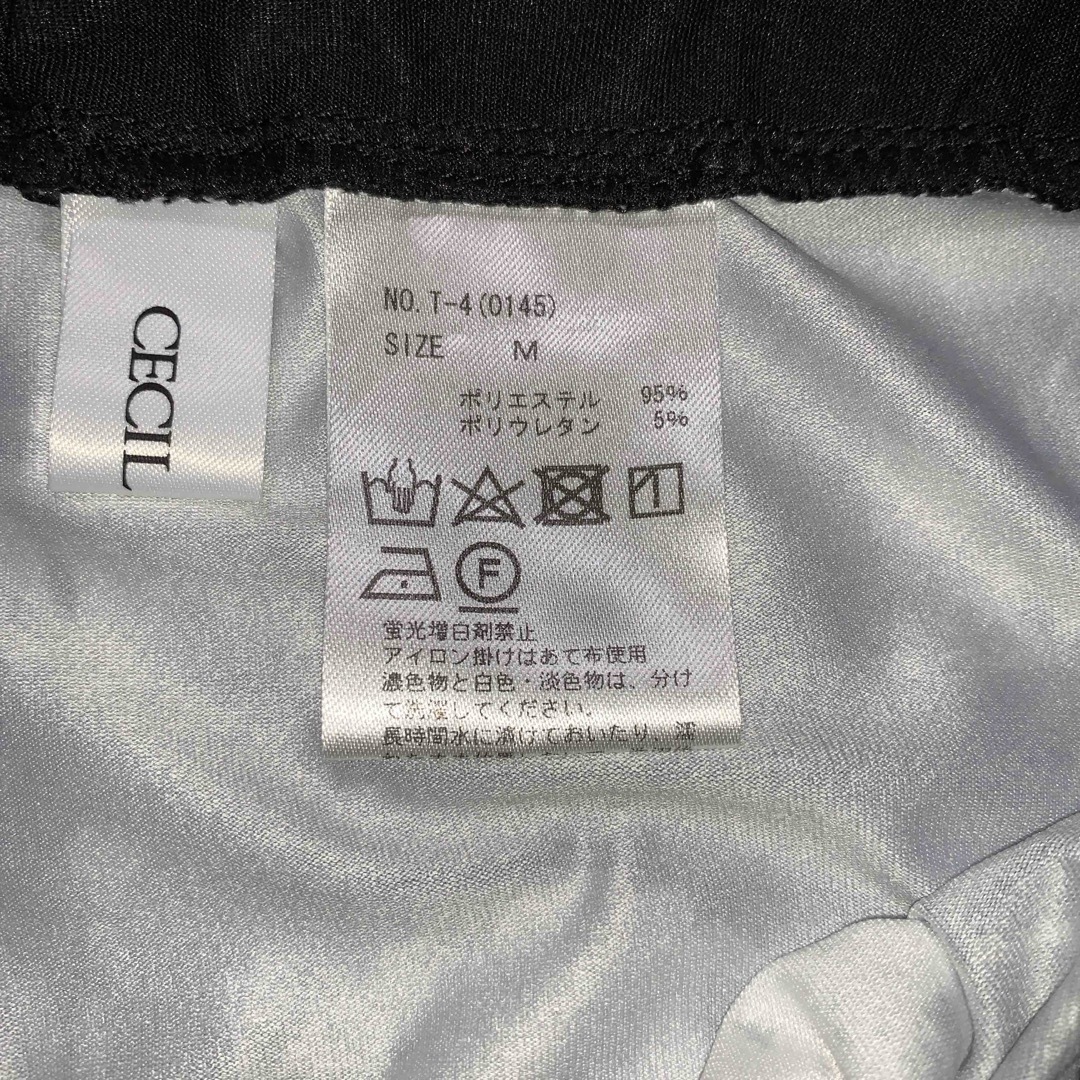 CECIL
NO. T-4(0145)
SIZE M
ポリエステル 95%
ポリウレタン 5%
F
蛍光増白剤禁止
アイロン掛けはあて布使用
濃色物と白色・淡色物は、分け
て洗濯してください。
長時間水に漬けておいたり、濡